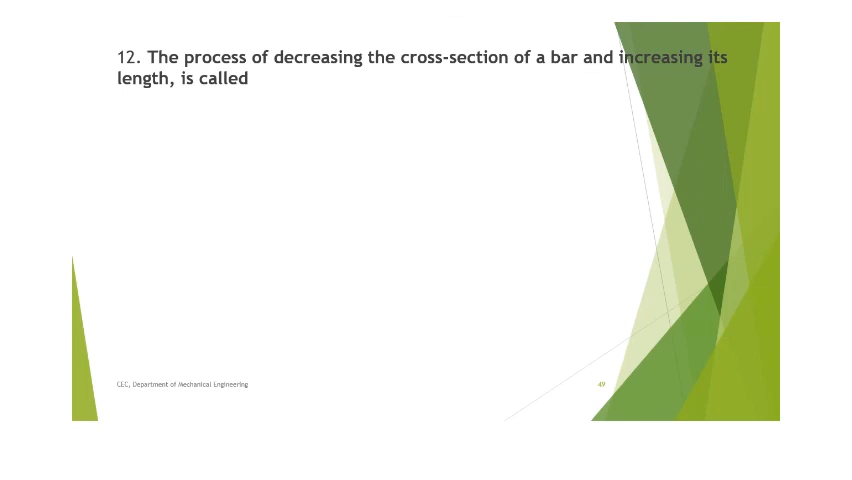 12. The process of decreasing the cross-section of a bar and increasing its
length, is called
CEC, Department of Mechanical Engineering
49